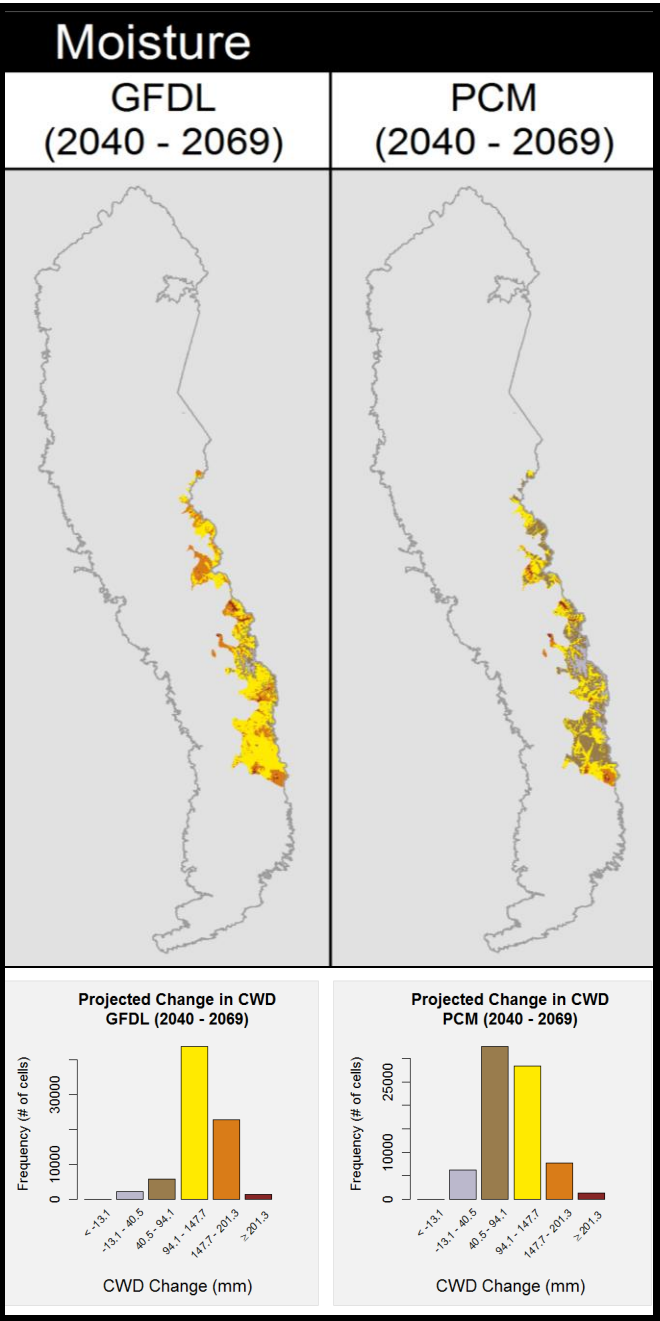 Moisture
GFDL
(2040 - 2069)
PCM
(2040 - 2069)
Projected Change in CWD
GFDL (2040 - 2069)
Frequency (# of cells)
30000
10000
0
< -13.1
-13.1 - 40.5
40.5 - 94.1
94.1 - 147.7
147.7 - 201.3
≥ 201.3
CWD Change (mm)
Projected Change in CWD
PCM (2040 - 2069)
Frequency (# of cells)
25000
10000
0
< -13.1
-13.1 - 40.5
40.5 - 94.1
94.1 - 147.7
147.7 - 201.3
≥ 201.3
CWD Change (mm)